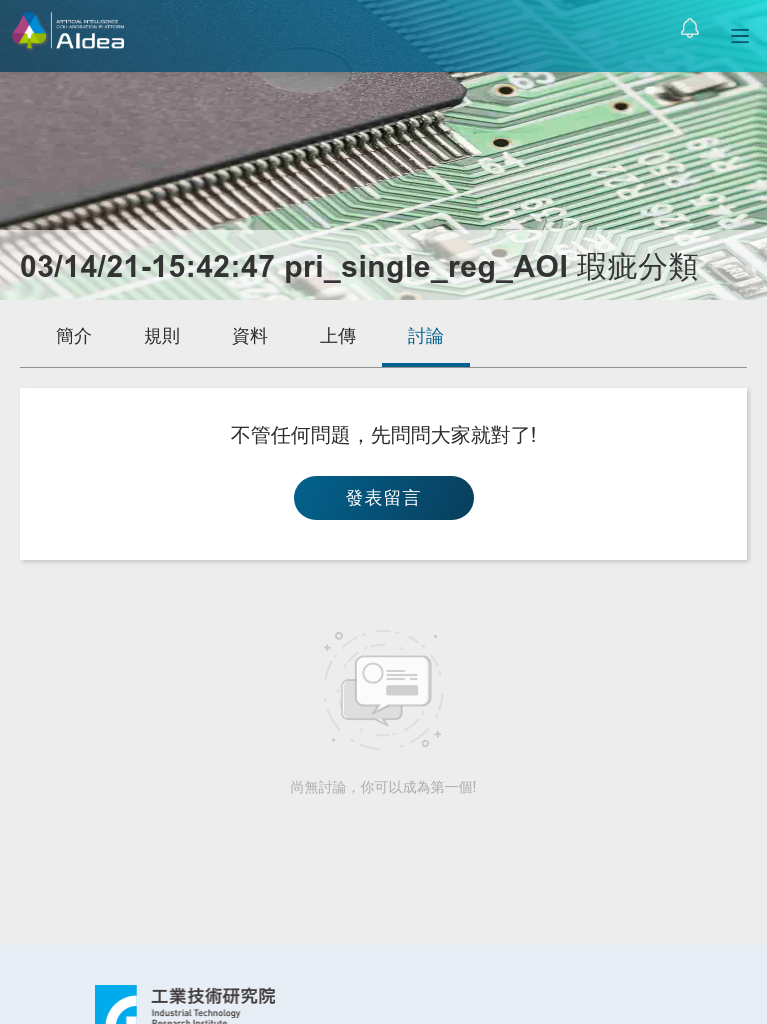 ARTIFICIAL INTELLIGENCE
COLLABORATION PLATFORM
AIdea
03/14/21-15:42:47 pri_single_reg_AOI 瑕疵分類
簡介
規則
資料
上傳
討論
不管任何問題，先問問大家就對了!
發表留言
尚無討論，你可以成為第一個!
工業技術研究院
Industrial Technology
Research Institute